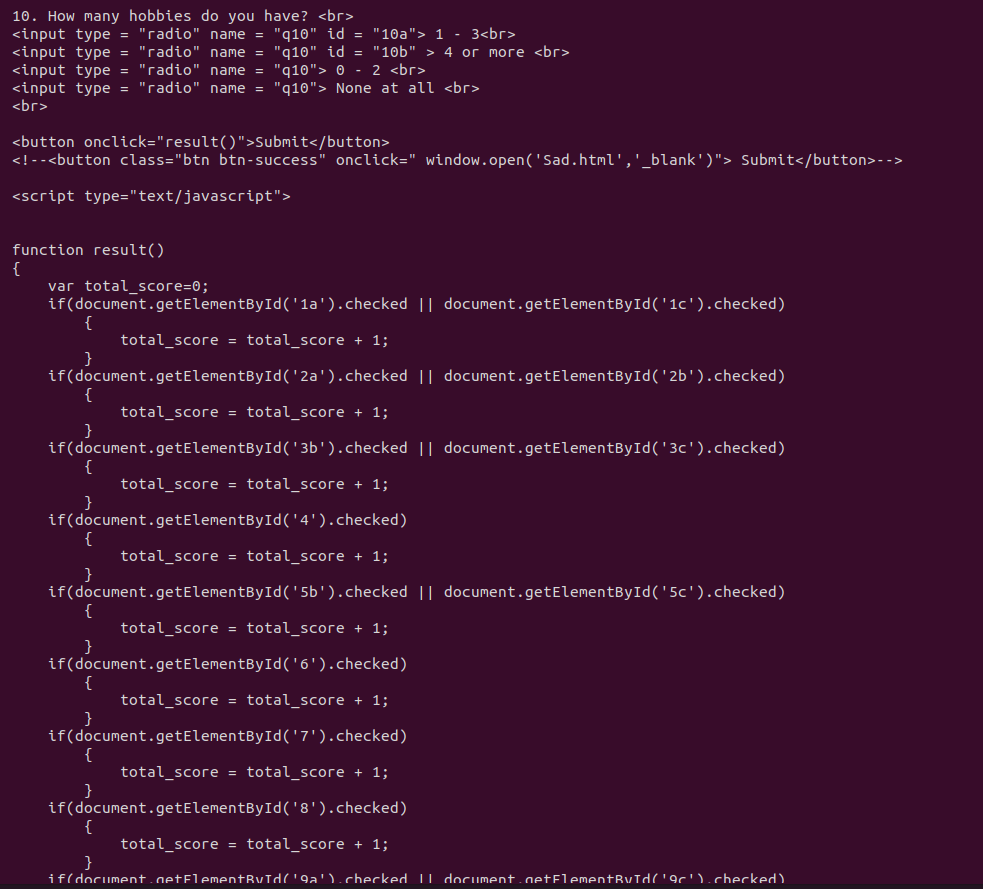 10. How many hobbies do you have? <br>
<input type = "radio" name = "q10" id = "10a"> 1 - 3<br>
<input type = "radio" name = "q10" id = "10b" > 4 or more <br>
<input type = "radio" name = "q10"> 0 - 2 <br>
<input type = "radio" name = "q10"> None at all <br>
<br>
<button onclick="result()">Submit</button>
<!--<button class="btn btn-success" onclick=" window.open('Sad.html','_blank')"> Submit</button>-->
<script type="text/javascript">
function result()
{
    var total_score=0;
    if(document.getElementById('1a').checked || document.getElementById('1c').checked)
        {
            total_score = total_score + 1;
        }
    if(document.getElementById('2a').checked || document.getElementById('2b').checked)
        {
            total_score = total_score + 1;
        }
    if(document.getElementById('3b').checked || document.getElementById('3c').checked)
        {
            total_score = total_score + 1;
        }
    if(document.getElementById('4').checked)
        {
            total_score = total_score + 1;
        }
    if(document.getElementById('5b').checked || document.getElementById('5c').checked)
        {
            total_score = total_score + 1;
        }
    if(document.getElementById('6').checked)
        {
            total_score = total_score + 1;
        }
    if(document.getElementById('7').checked)
        {
            total_score = total_score + 1;
        }
    if(document.getElementById('8').checked)
        {
            total_score = total_score + 1;
        }
    if(document.getElementById('9a').checked || document.getElementById('9c').checked)